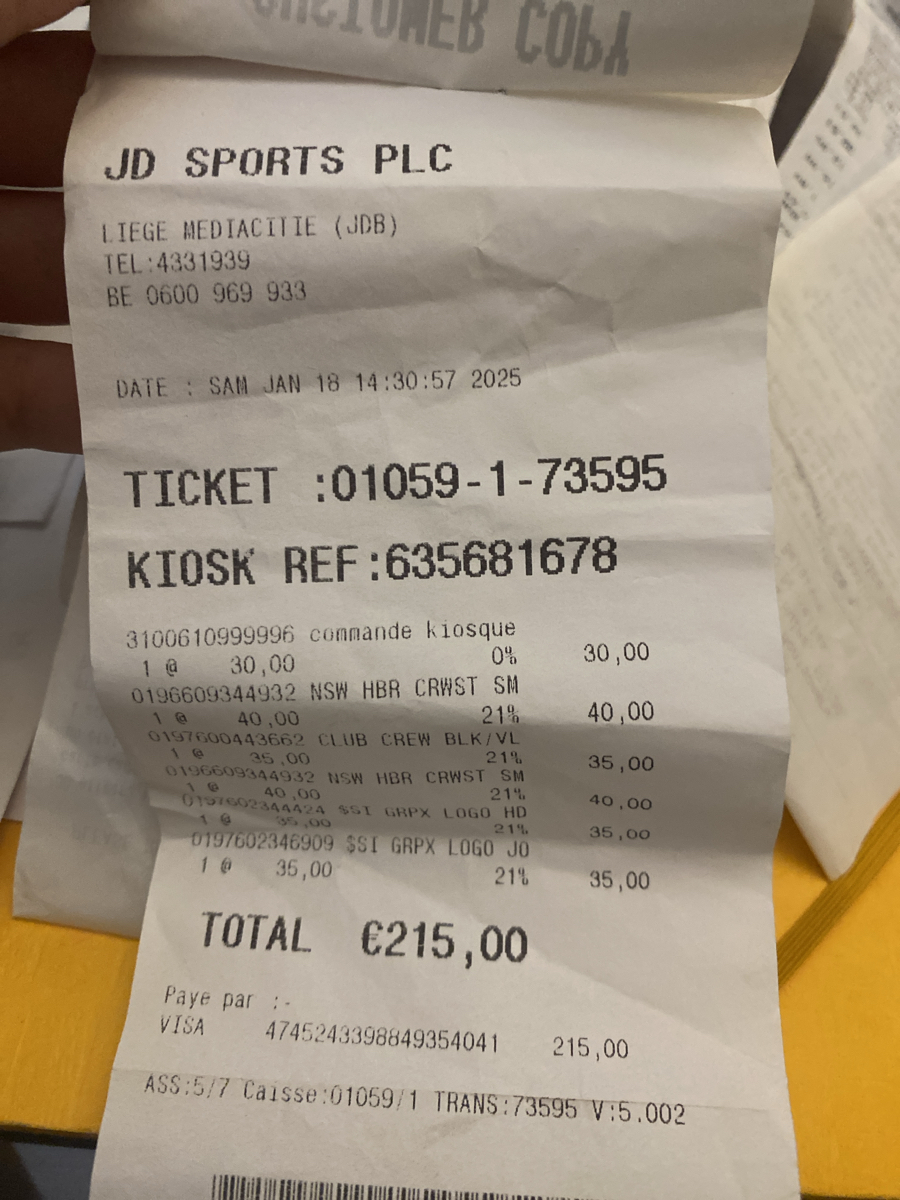 CUSTOMER COPY
JD SPORTS PLC
LIEGE MEDIACITIE (JDB)
TEL:4331939
BE 0600 969 933
DATE : SAM JAN 18 14:30:57 2025
TICKET :01059-1-73595
KIOSK REF:635681678
3100610999996 commande kiosque
1 @ 30,00 0% 30,00
0196609344932 NSW HBR CRWST SM
1 @ 40,00 21% 40,00
0197600443662 CLUB CREW BLK/VL
1 @ 35,00 21% 35,00
0196609344932 NSW HBR CRWST SM
1 @ 40,00 21% 40,00
0197602344424 $SI GRPX LOGO HD
1 @ 35,00 21% 35,00
0197602346909 $SI GRPX LOGO JO
1 @ 35,00 21% 35,00
TOTAL €215,00
Paye par :-
VISA 4745243398849354041 215,00
ASS:5/7 Caisse:01059/1 TRANS:73595 V:5.002